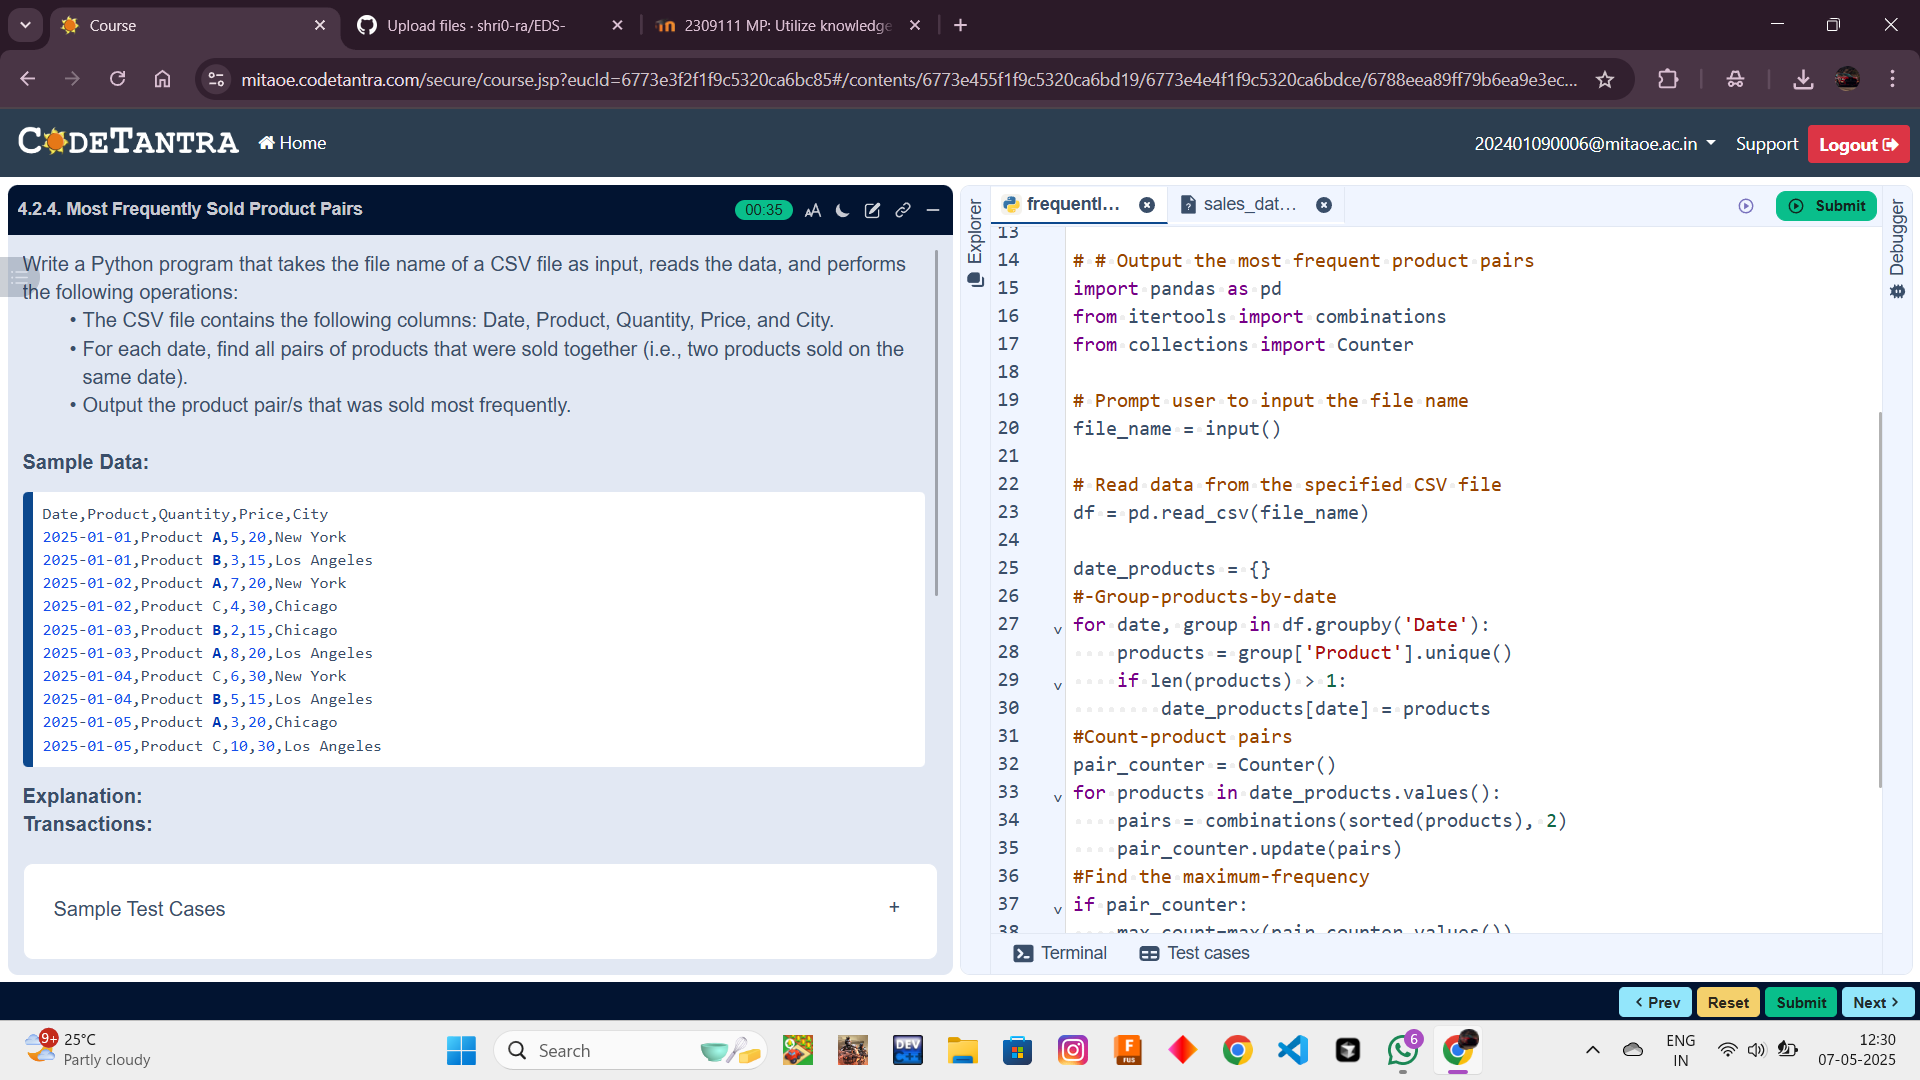 Course
Upload files · shri0-ra/EDS-
2309111 MP: Utilize knowledge
mitaoe.codetantra.com/secure/course.jsp?eucId=6773e3f2f1f9c5320ca6bc85#/contents/6773e455f1f9c5320ca6bd19/6773e4e4f1f9c5320ca6bdce/6788eea89ff79b6ea9e3ec...
CODETANTRA
Home
202401090006@mitaoe.ac.in
Support
Logout
4.2.4. Most Frequently Sold Product Pairs
00:35
AA
Write a Python program that takes the file name of a CSV file as input, reads the data, and performs
the following operations:
• The CSV file contains the following columns: Date, Product, Quantity, Price, and City.
• For each date, find all pairs of products that were sold together (i.e., two products sold on the
same date).
• Output the product pair/s that was sold most frequently.
Sample Data:
Date,Product,Quantity,Price,City
2025-01-01,Product A,5,20,New York
2025-01-01,Product B,3,15,Los Angeles
2025-01-02,Product A,7,20,New York
2025-01-02,Product C,4,30,Chicago
2025-01-03,Product B,2,15,Chicago
2025-01-03,Product A,8,20,Los Angeles
2025-01-04,Product C,6,30,New York
2025-01-04,Product B,5,15,Los Angeles
2025-01-05,Product A,3,20,Chicago
2025-01-05,Product C,10,30,Los Angeles
Explanation:
Transactions:
Sample Test Cases
+
Explorer
frequentl...
sales_dat...
Submit
Debugger
13
14 # # Output the most frequent product pairs
15 import pandas as pd
16 from itertools import combinations
17 from collections import Counter
18
19 # Prompt user to input the file name
20 file_name = input()
21
22 # Read data from the specified CSV file
23 df = pd.read_csv(file_name)
24
25 date_products = {}
26 #-Group-products-by-date
27 for date, group in df.groupby('Date'):
28 products = group['Product'].unique()
29 if len(products) > 1:
30 date_products[date] = products
31 #Count-product pairs
32 pair_counter = Counter()
33 for products in date_products.values():
34 pairs = combinations(sorted(products), 2)
35 pair_counter.update(pairs)
36 #Find the maximum-frequency
37 if pair_counter:
38 max_count=max(pair_counter.values())
Terminal
Test cases
Prev
Reset
Submit
Next
9+
25°C
Partly cloudy
Search
DEV
F
FUS
6
ENG
IN
12:30
07-05-2025